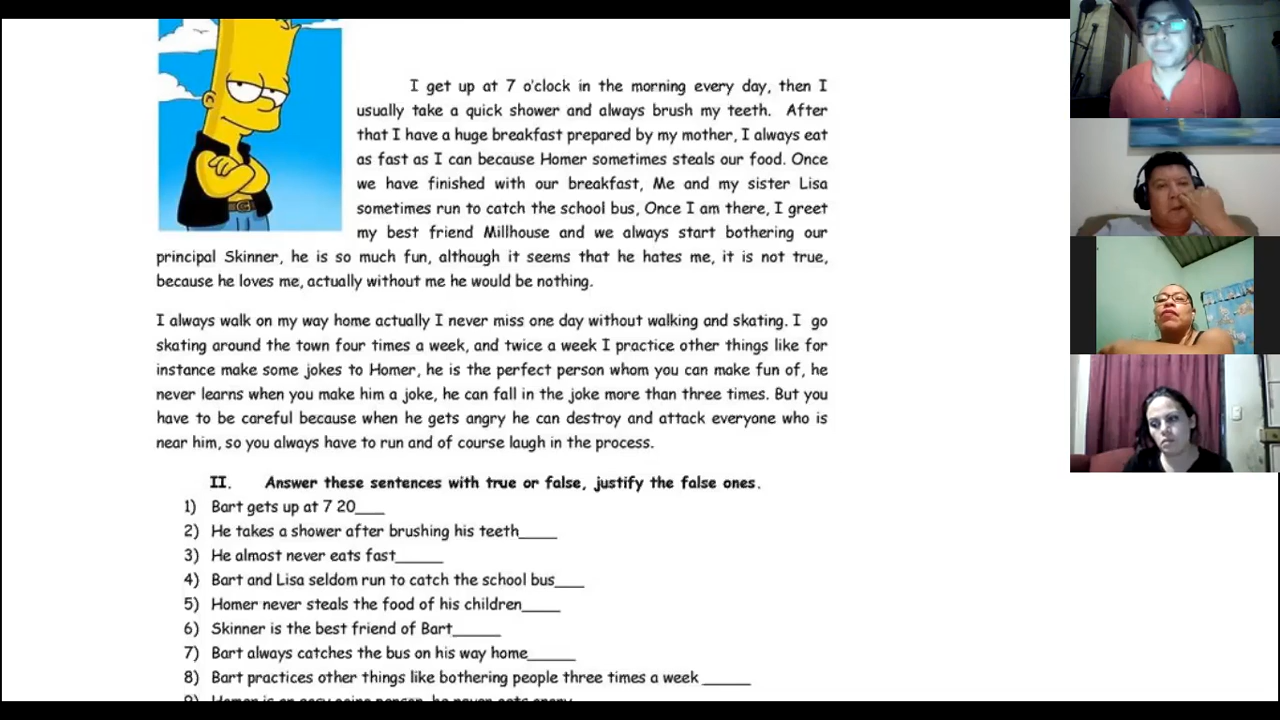 I get up at 7 o'clock in the morning every day, then I
usually take a quick shower and always brush my teeth. After
that I have a huge breakfast prepared by my mother, I always eat
as fast as I can because Homer sometimes steals our food. Once
we have finished with our breakfast, Me and my sister Lisa
sometimes run to catch the school bus, Once I am there, I greet
my best friend Millhouse and we always start bothering our
principal Skinner, he is so much fun, although it seems that he hates me, it is not true,
because he loves me, actually without me he would be nothing.
I always walk on my way home actually I never miss one day without walking and skating. I go
skating around the town four times a week, and twice a week I practice other things like for
instance make some jokes to Homer, he is the perfect person whom you can make fun of, he
never learns when you make him a joke, he can fall in the joke more than three times. But you
have to be careful because when he gets angry he can destroy and attack everyone who is
near him, so you always have to run and of course laugh in the process.
II. Answer these sentences with true or false, justify the false ones.
1) Bart gets up at 7 20____
2) He takes a shower after brushing his teeth_____
3) He almost never eats fast______
4) Bart and Lisa seldom run to catch the school bus____
5) Homer never steals the food of his children_____
6) Skinner is the best friend of Bart______
7) Bart always catches the bus on his way home______
8) Bart practices other things like bothering people three times a week ______
9) Homer is an easy going person, he never gets angry